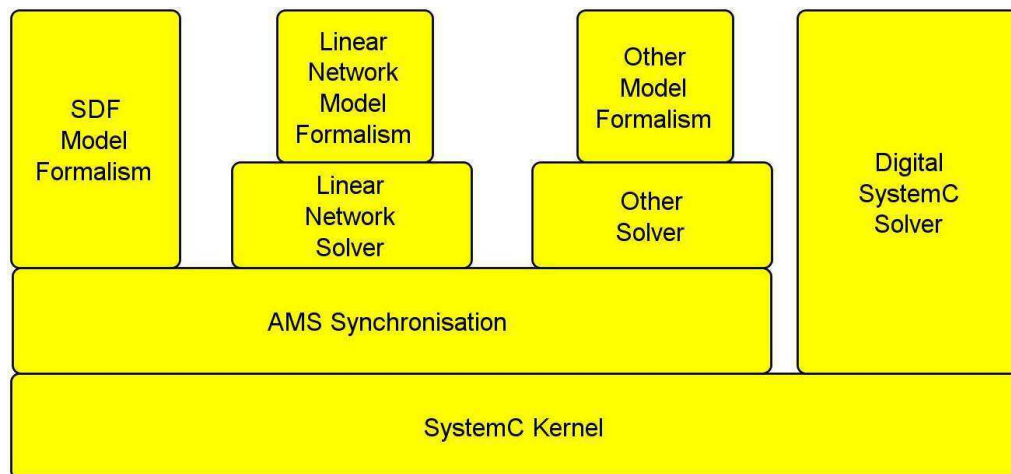 SDF
Model
Formalism
Linear
Network
Model
Formalism
Linear
Network
Solver
Other
Model
Formalism
Other
Solver
Digital
SystemC
Solver
AMS Synchronisation
SystemC Kernel